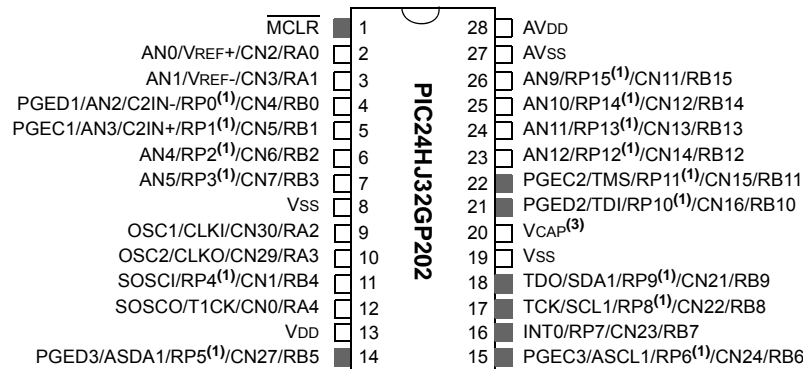 MCLR 1 28 AVDD
AN0/VREF+/CN2/RA0 2 27 AVSS
AN1/VREF-/CN3/RA1 3 26 AN9/RP15(1)/CN11/RB15
PGED1/AN2/C2IN-/RP0(1)/CN4/RB0 4 25 AN10/RP14(1)/CN12/RB14
PGEC1/AN3/C2IN+/RP1(1)/CN5/RB1 5 24 AN11/RP13(1)/CN13/RB13
AN4/RP2(1)/CN6/RB2 6 23 AN12/RP12(1)/CN14/RB12
AN5/RP3(1)/CN7/RB3 7 22 PGEC2/TMS/RP11(1)/CN15/RB11
VSS 8 21 PGED2/TDI/RP10(1)/CN16/RB10
OSC1/CLKI/CN30/RA2 9 20 VCAP(3)
OSC2/CLKO/CN29/RA3 10 19 VSS
SOSCI/RP4(1)/CN1/RB4 11 18 TDO/SDA1/RP9(1)/CN21/RB9
SOSCO/T1CK/CN0/RA4 12 17 TCK/SCL1/RP8(1)/CN22/RB8
VDD 13 16 INT0/RP7/CN23/RB7
PGED3/ASDA1/RP5(1)/CN27/RB5 14 15 PGEC3/ASCL1/RP6(1)/CN24/RB6
PIC24HJ32GP202